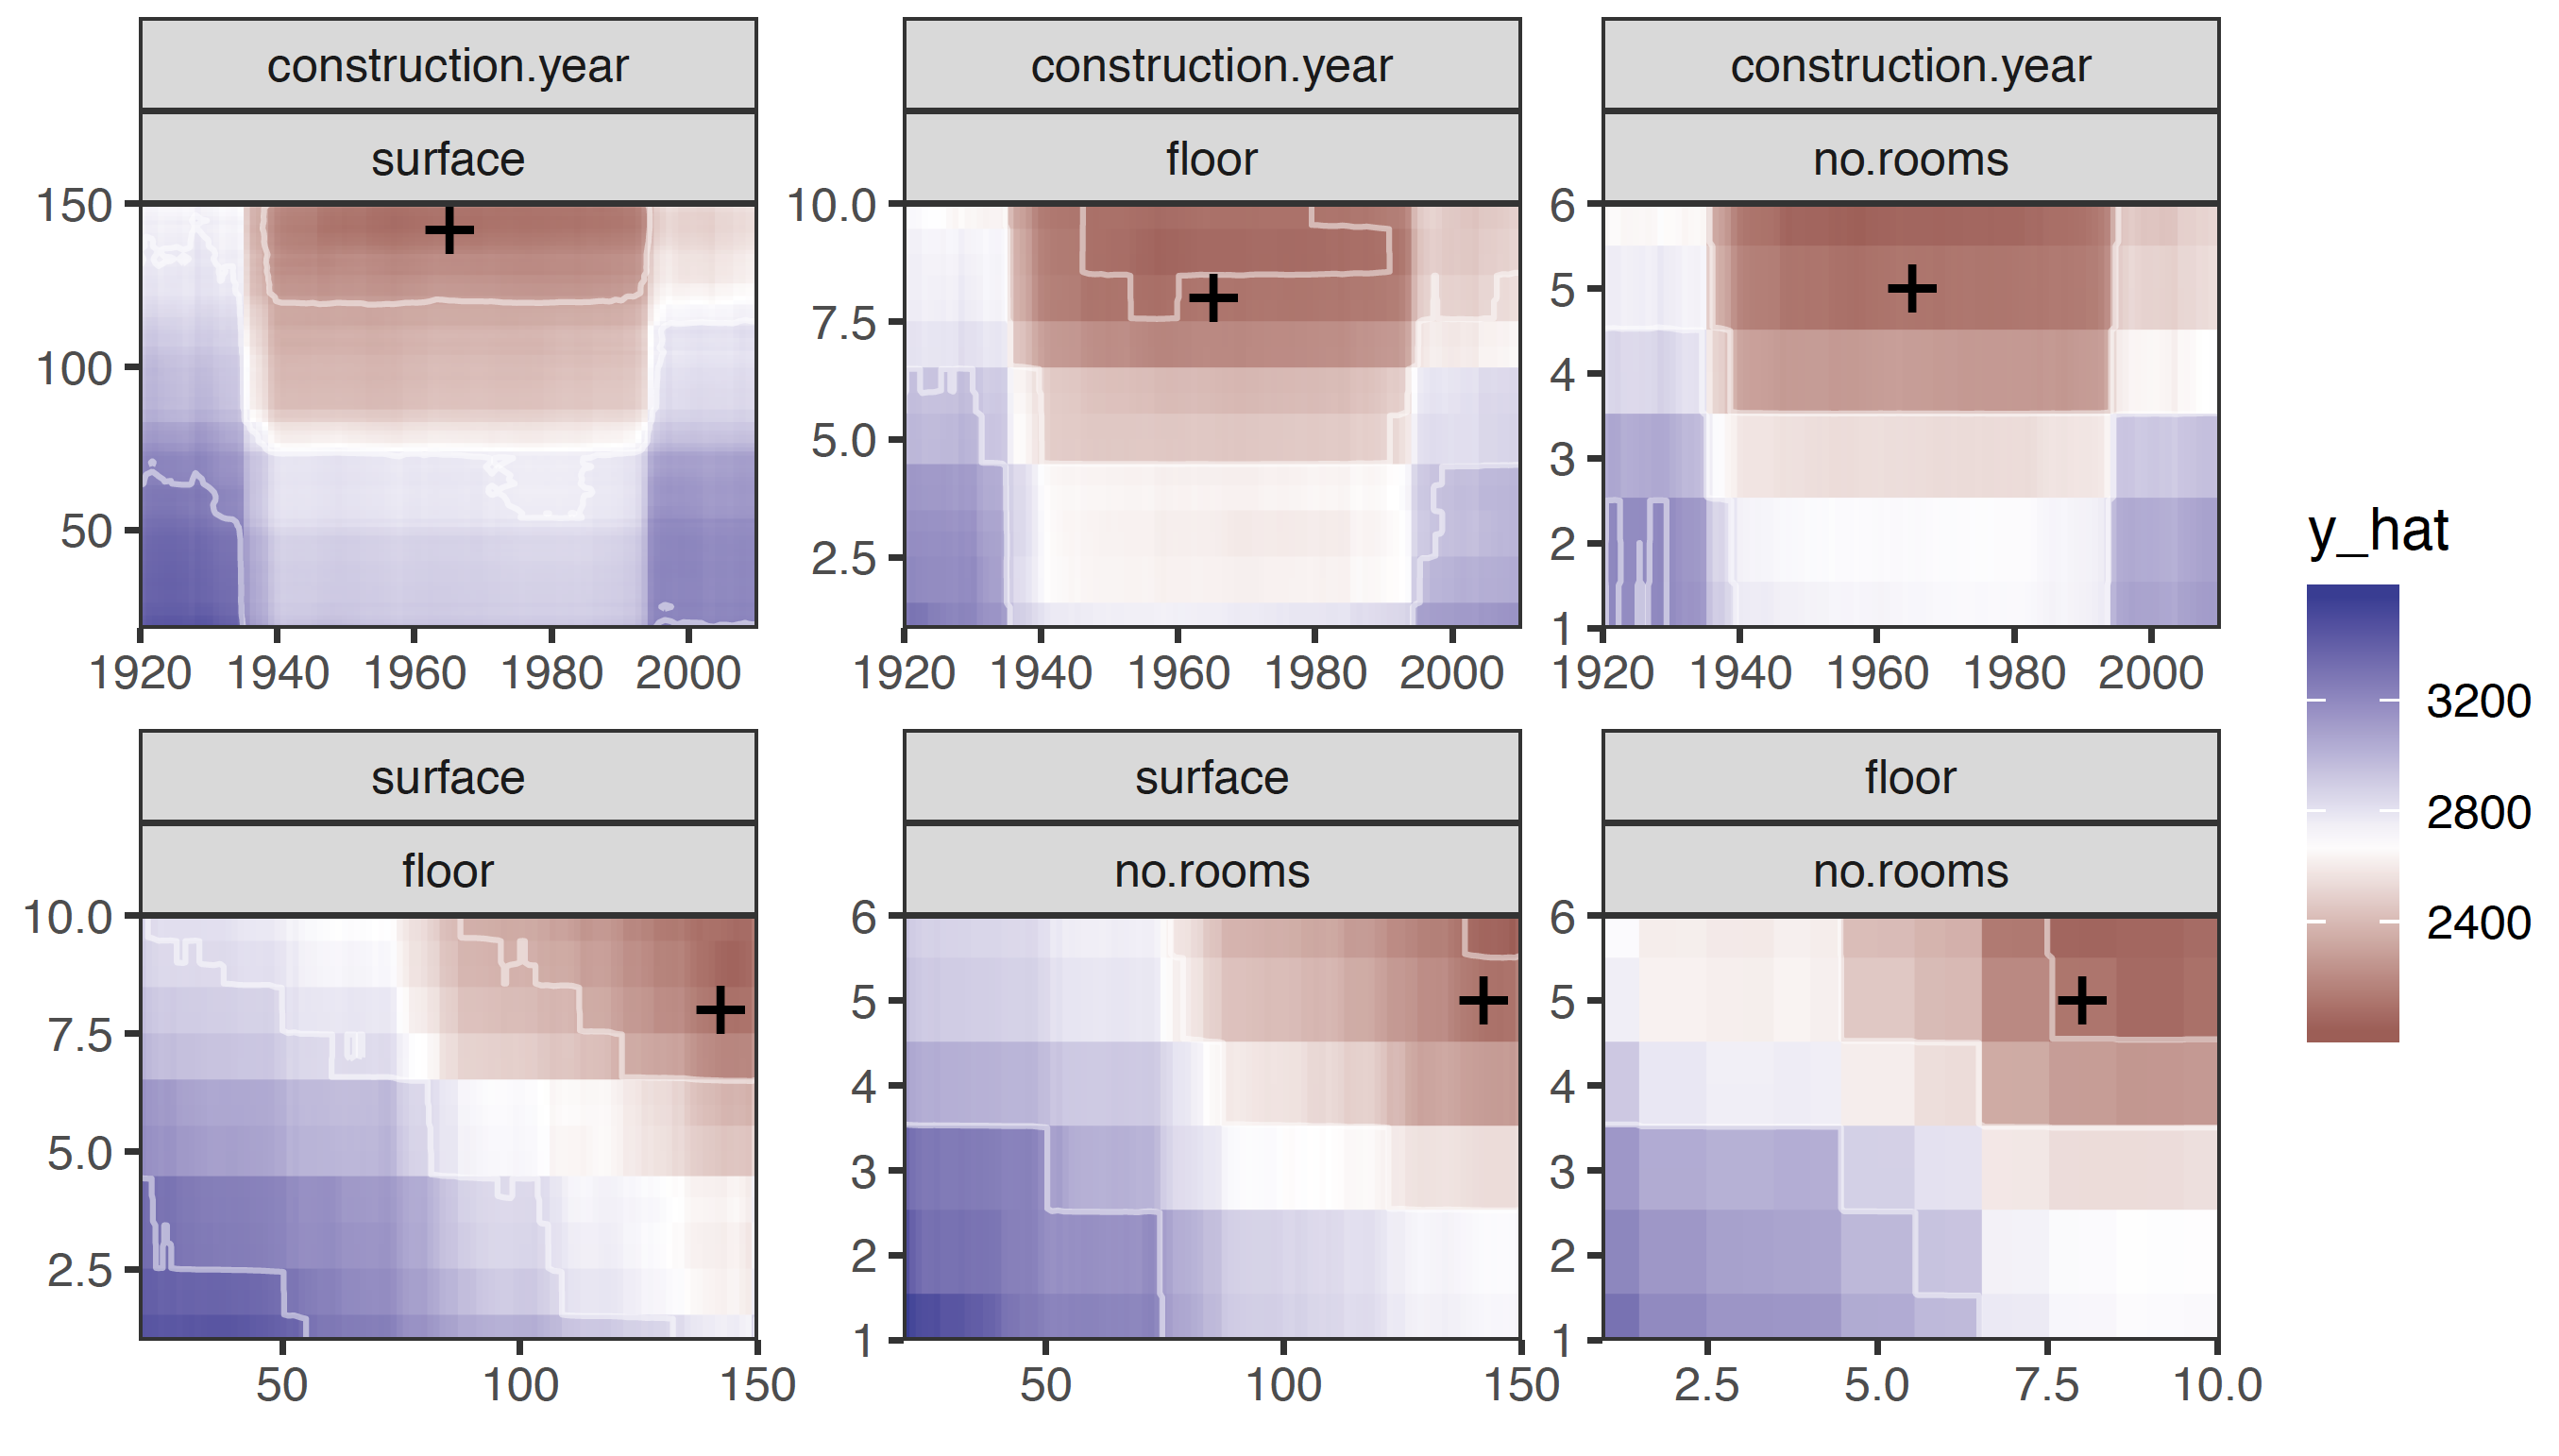 construction.year construction.year construction.year
surface floor no.rooms
150 10.0 6
5
100 7.5 4
5.0 3
50 2.5 2
1
1920 1940 1960 1980 2000 1920 1940 1960 1980 2000 1920 1940 1960 1980 2000
surface surface floor
floor no.rooms no.rooms
10.0 6 6
5 5
7.5 4 4
5.0 3 3
2.5 2 2
1 1
50 100 150 50 100 150 2.5 5.0 7.5 10.0
y_hat
3200
2800
2400